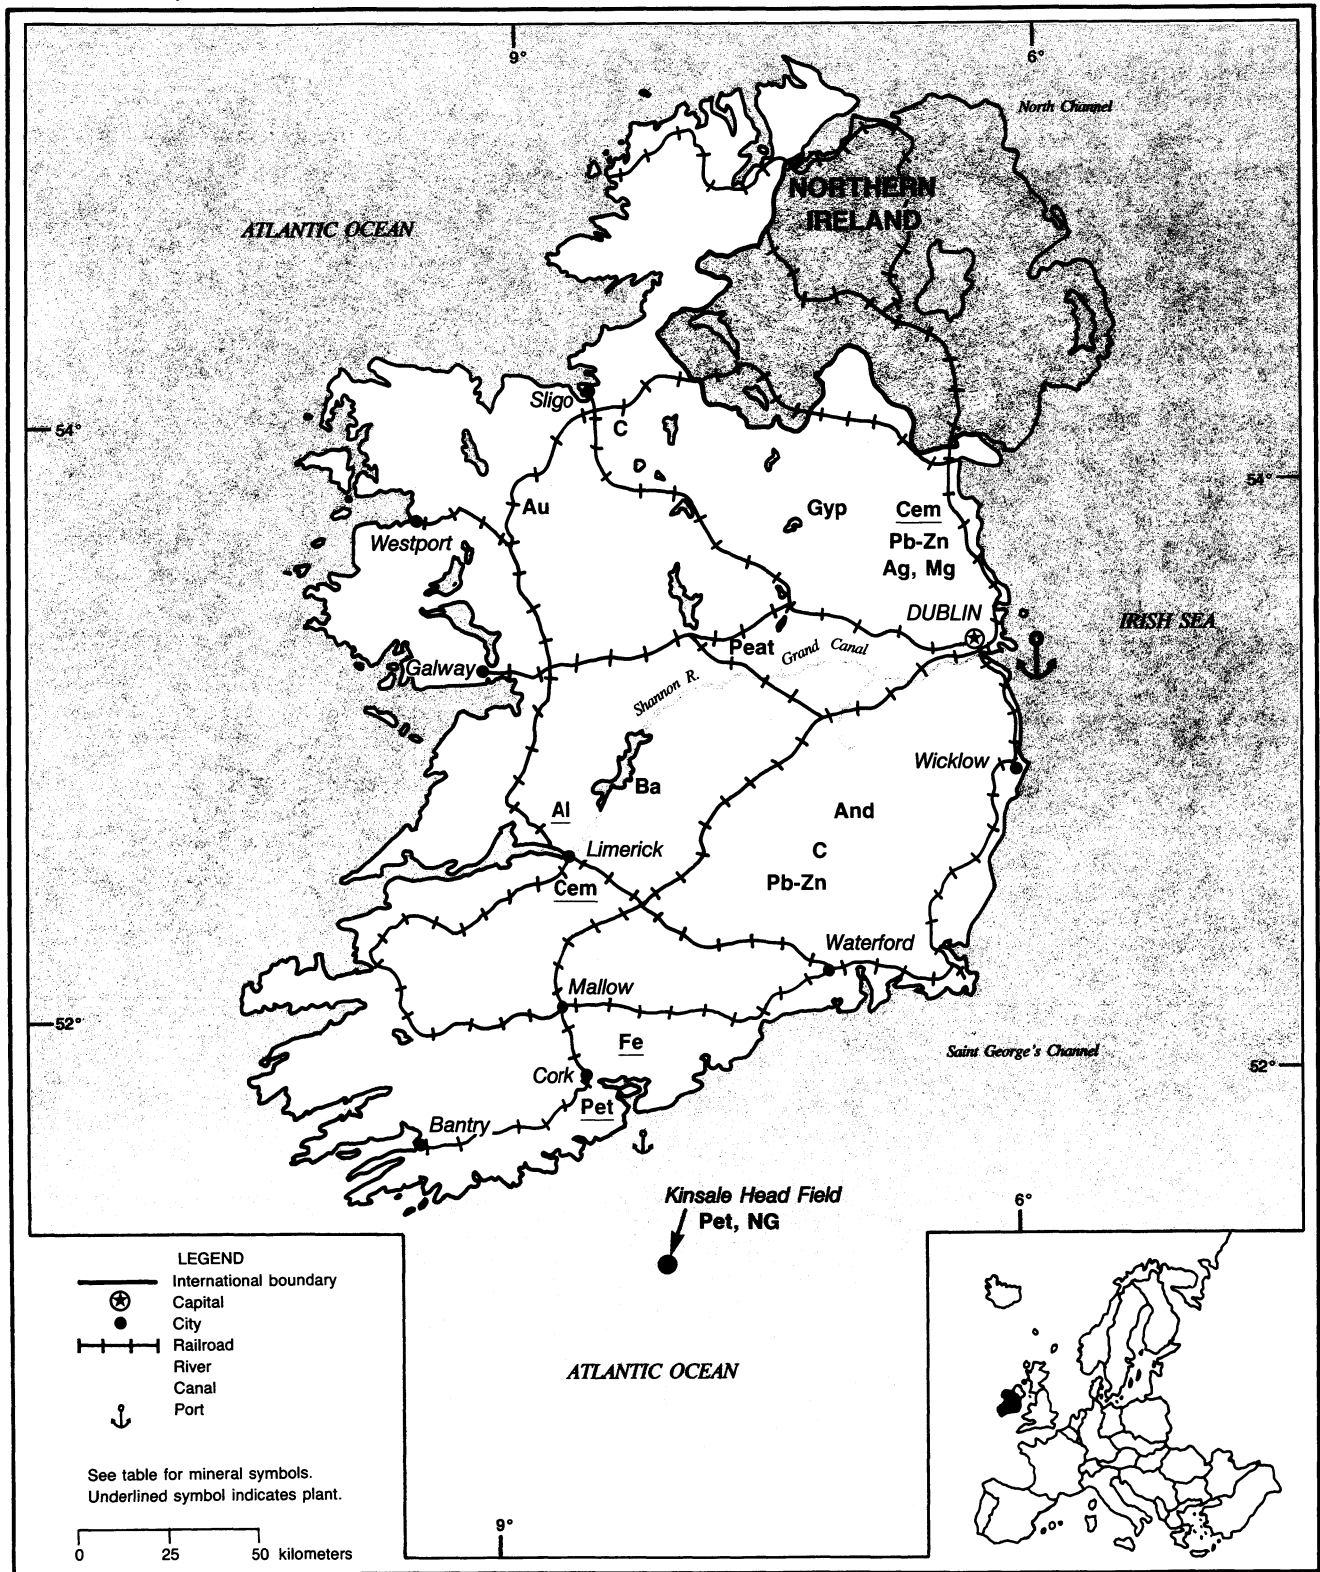 9°
6°
North Channel
NORTHERN
IRELAND
ATLANTIC OCEAN
Sligo
C
54°
54°
Au
Gyp
Cem
Pb-Zn
Ag, Mg
Westport
DUBLIN
IRISH SEA
Peat
Grand Canal
Galway
Shannon R.
Wicklow
Ba
Al
And
Limerick
C
Cem
Pb-Zn
Waterford
Mallow
52°
Fe
Saint George's Channel
52°
Cork
Pet
Bantry
Kinsale Head Field
Pet, NG
6°
LEGEND
International boundary
Capital
City
Railroad
River
Canal
Port
ATLANTIC OCEAN
See table for mineral symbols.
Underlined symbol indicates plant.
0 25 50 kilometers
9°